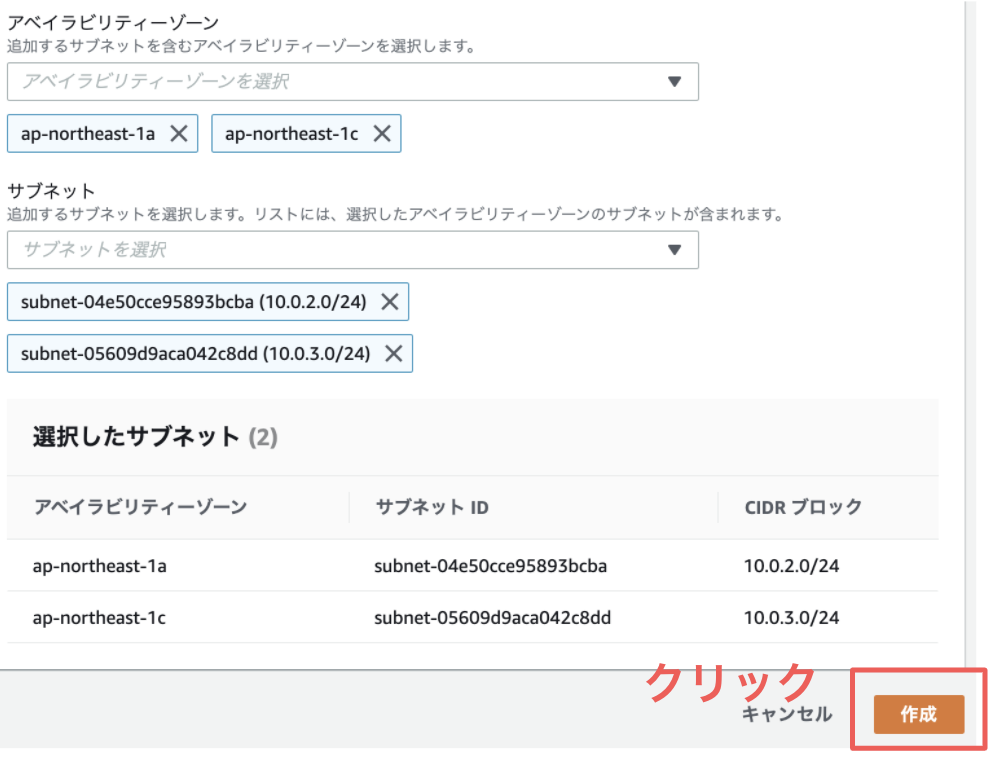 アベイラビリティーゾーン
追加するサブネットを含むアベイラビリティーゾーンを選択します。
アベイラビリティーゾーンを選択
ap-northeast-1a ap-northeast-1c
サブネット
追加するサブネットを選択します。リストには、選択したアベイラビリティーゾーンのサブネットが含まれます。
サブネットを選択
subnet-04e50cce95893bcba (10.0.2.0/24)
subnet-05609d9aca042c8dd (10.0.3.0/24)
選択したサブネット (2)
アベイラビリティーゾーン サブネット ID CIDR ブロック
ap-northeast-1a subnet-04e50cce95893bcba 10.0.2.0/24
ap-northeast-1c subnet-05609d9aca042c8dd 10.0.3.0/24
クリック
キャンセル 作成